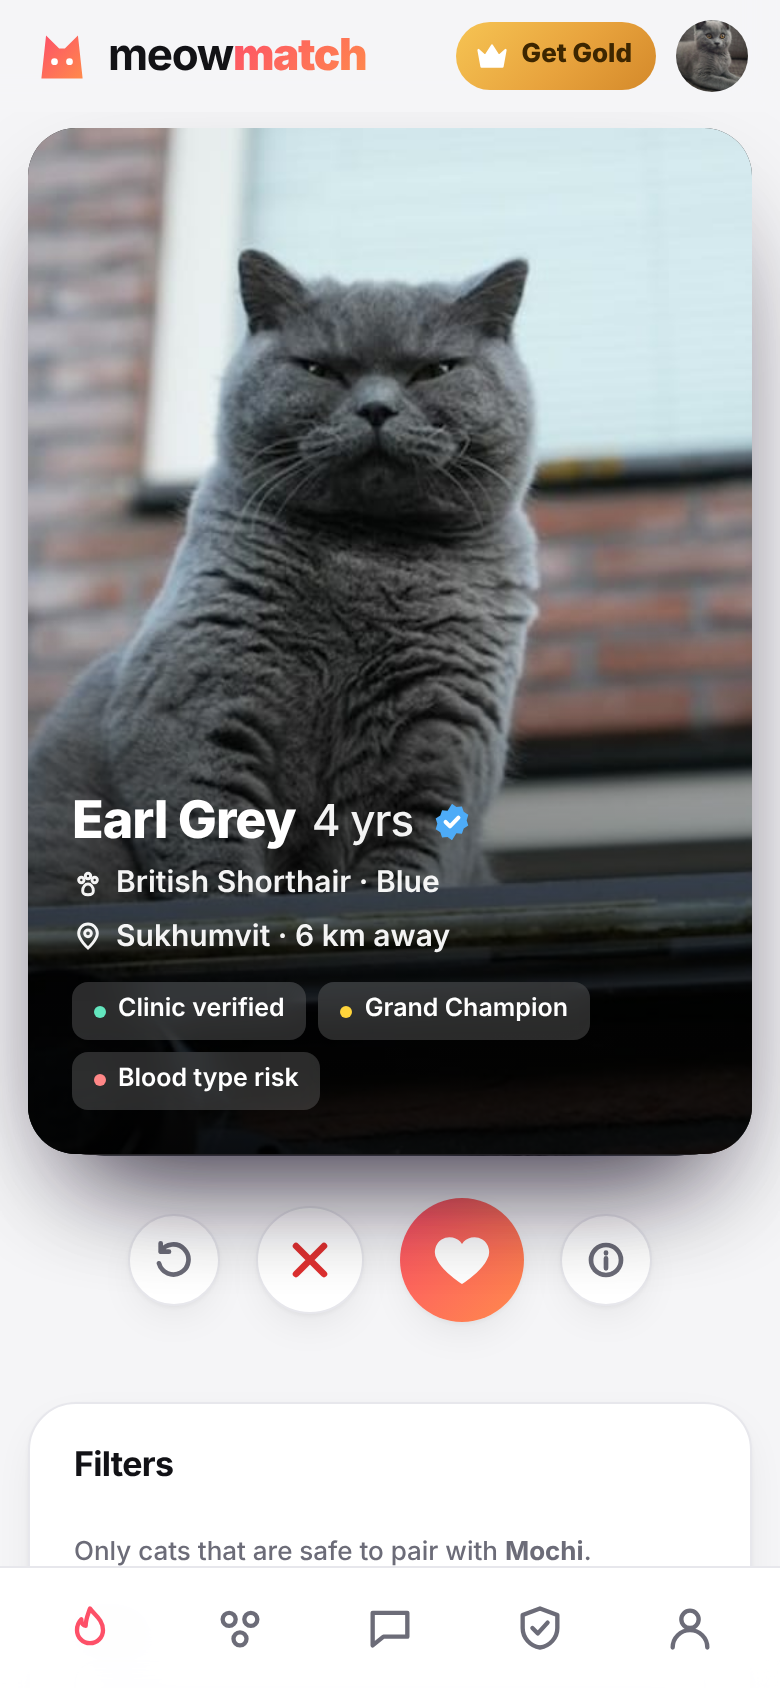 meowmatch
Get Gold
Earl Grey 4 yrs
British Shorthair · Blue
Sukhumvit · 6 km away
Clinic verified
Grand Champion
Blood type risk
Filters
Only cats that are safe to pair with Mochi.